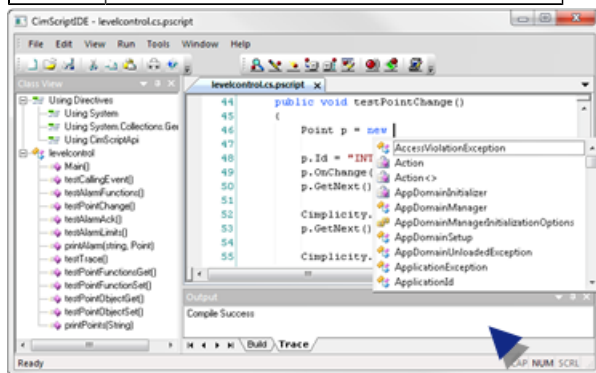 CimScriptIDE - levelcontrol.cs.pscript
File Edit View Run Tools Window Help
Class View
levelcontrol.cs.pscript x
Using Directives
Using System
Using System.Collections.Gen
Using CimScriptApi
levelcontrol
Main()
testCallingEvent()
testAlarmFunctions()
testPointChange()
testAlarmAck()
testAlarmLimits()
printAlarm(string, Point)
testTrace()
testPointFunctionsGet()
testPointFunctionSet()
testPointObjectGet()
testPointObjectSet()
printPoints(String)
44 public void testPointChange()
45 {
46 Point p = new
47
48 p.Id = "INT
49 p.OnChange(
50 p.GetNext()
51
52 Cimplicity.
53 p.GetNext()
54
55 Cimplicity.
AccessViolationException
Action
Action<>
AppDomainInitializer
AppDomainManager
AppDomainManagerInitializationOptions
AppDomainSetup
AppDomainUnloadedException
ApplicationException
ApplicationId
Output
Compile Success
Build Trace
Ready
CAP NUM SCRL